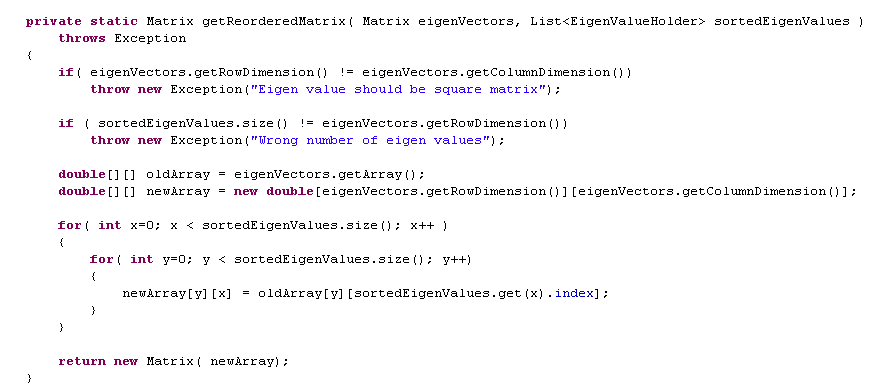 private static Matrix getReorderedMatrix( Matrix eigenVectors, List<EigenValueHolder> sortedEigenValues )
    throws Exception
{
    if( eigenVectors.getRowDimension() != eigenVectors.getColumnDimension())
        throw new Exception("Eigen value should be square matrix");

    if ( sortedEigenValues.size() != eigenVectors.getRowDimension())
        throw new Exception("Wrong number of eigen values");

    double[][] oldArray = eigenVectors.getArray();
    double[][] newArray = new double[eigenVectors.getRowDimension()][eigenVectors.getColumnDimension()];

    for( int x=0; x < sortedEigenValues.size(); x++ )
    {
        for( int y=0; y < sortedEigenValues.size(); y++)
        {
            newArray[y][x] = oldArray[y][sortedEigenValues.get(x).index];
        }
    }

    return new Matrix( newArray);
}